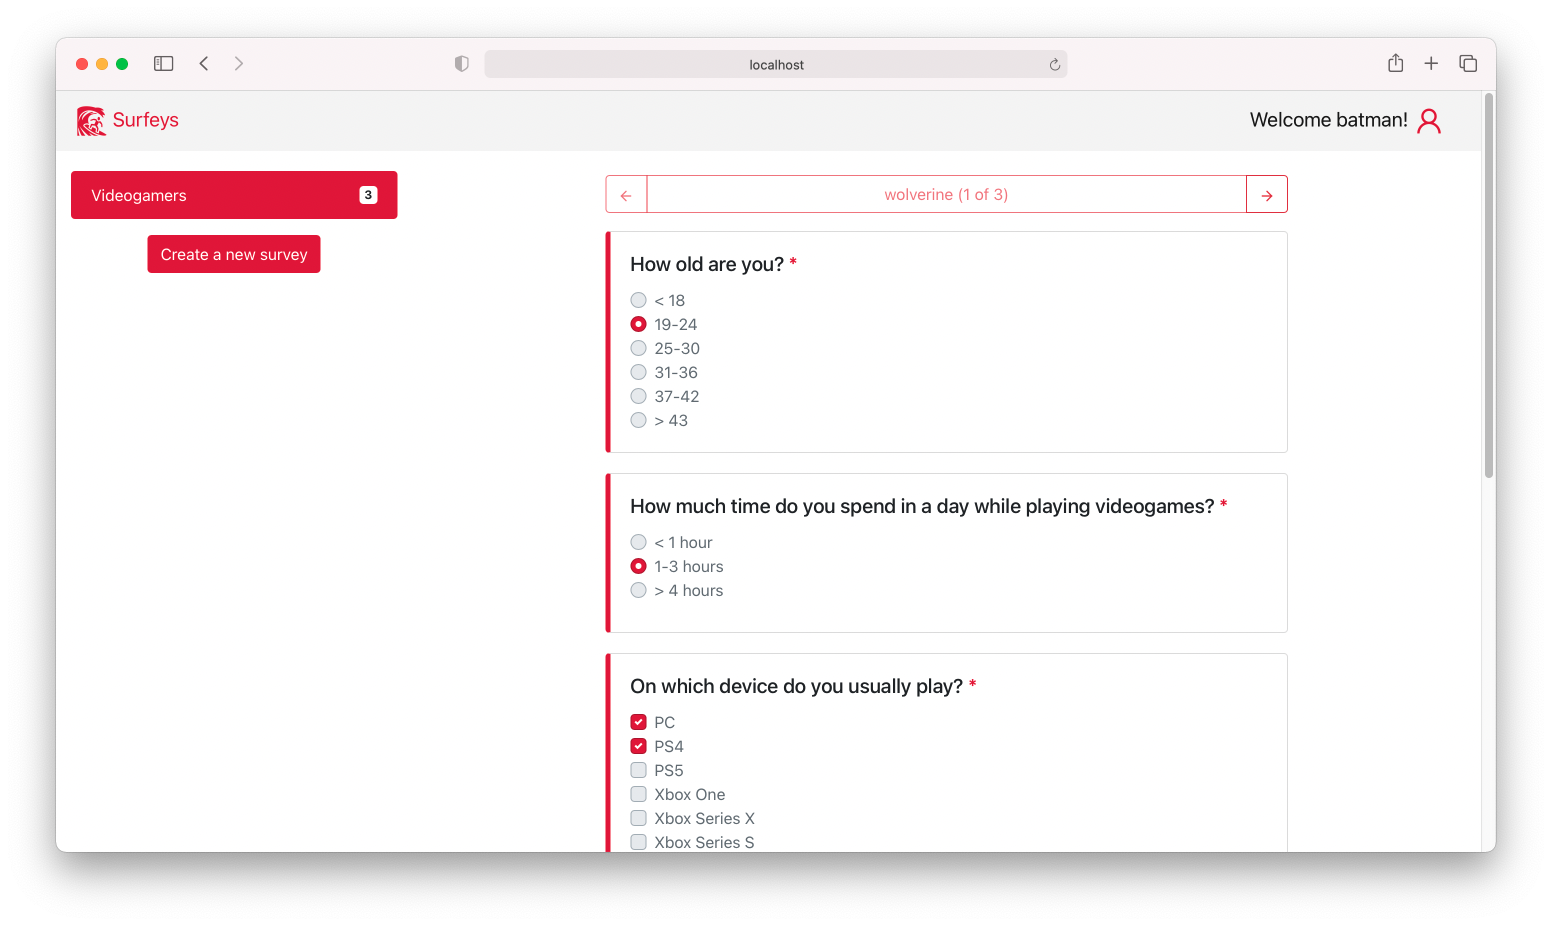 localhost
Surfeys
Welcome batman!
Videogamers 3
Create a new survey
wolverine (1 of 3)
How old are you? *
< 18
19-24
25-30
31-36
37-42
> 43
How much time do you spend in a day while playing videogames? *
< 1 hour
1-3 hours
> 4 hours
On which device do you usually play? *
PC
PS4
PS5
Xbox One
Xbox Series X
Xbox Series S